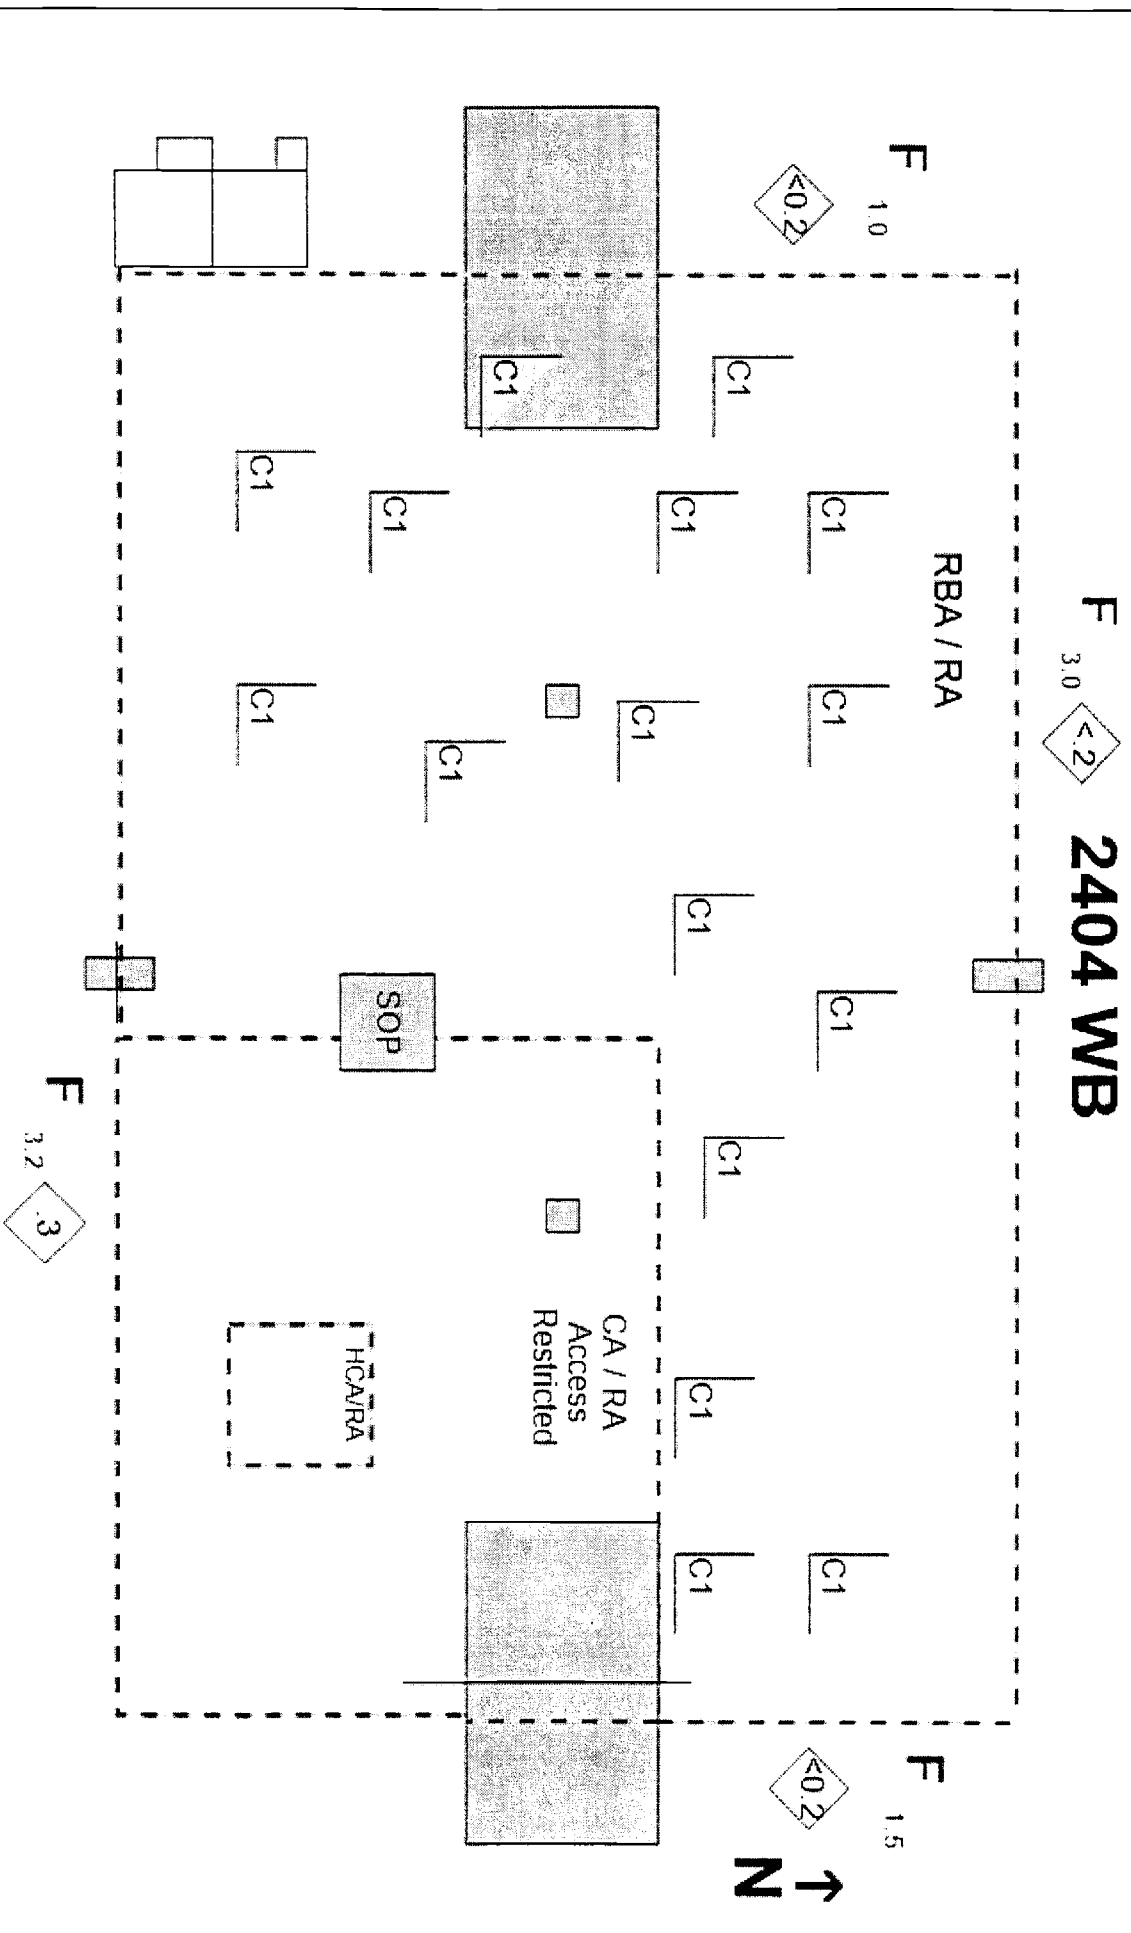 2404 WB
F
3.0
<.2
F
1.0
<0.2
F
1.5
<0.2
↑
N
RBA / RA
C1
C1
C1
C1
C1
C1
C1
C1
C1
C1
C1
CA / RA
Access
Restricted
C1
C1
C1
SOP
HCA/RA
C1
C1
F
3.2
.3